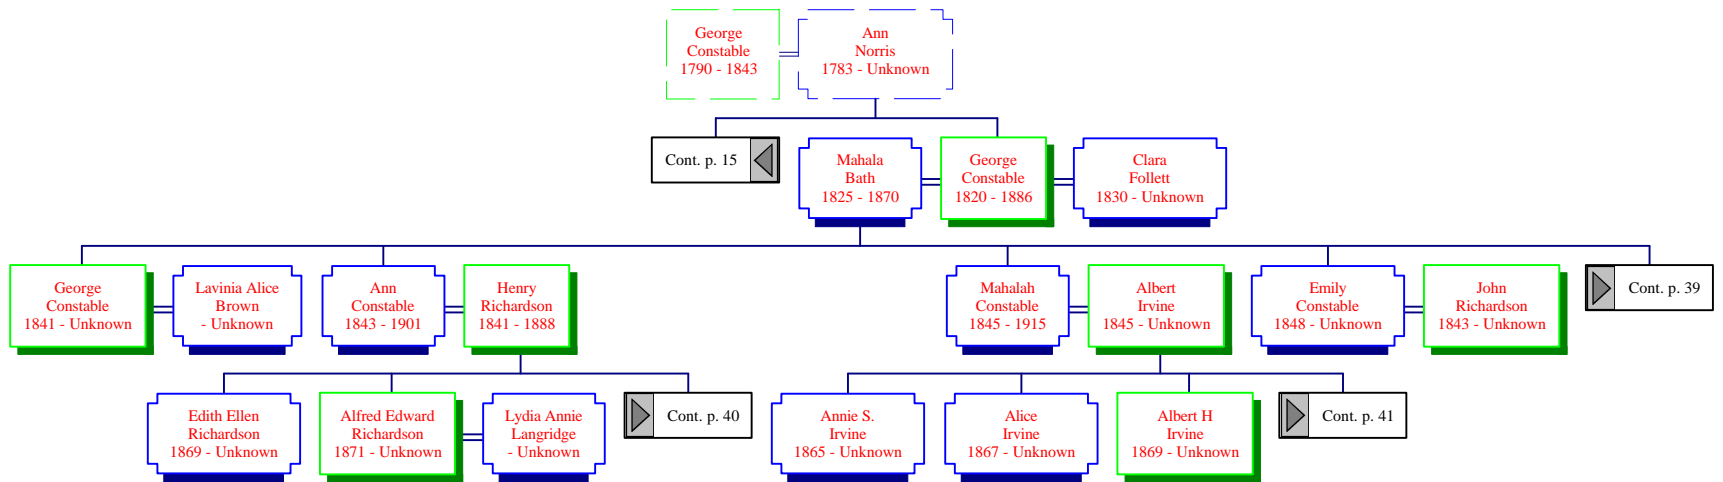 George
Constable
1790 - 1843
Ann
Norris
1783 - Unknown
Cont. p. 15
Mahala
Bath
1825 - 1870
George
Constable
1820 - 1886
Clara
Follett
1830 - Unknown
George
Constable
1841 - Unknown
Lavinia Alice
Brown
- Unknown
Ann
Constable
1843 - 1901
Henry
Richardson
1841 - 1888
Mahalah
Constable
1845 - 1915
Albert
Irvine
1845 - Unknown
Emily
Constable
1848 - Unknown
John
Richardson
1843 - Unknown
Cont. p. 39
Edith Ellen
Richardson
1869 - Unknown
Alfred Edward
Richardson
1871 - Unknown
Lydia Annie
Langridge
- Unknown
Cont. p. 40
Annie S.
Irvine
1865 - Unknown
Alice
Irvine
1867 - Unknown
Albert H
Irvine
1869 - Unknown
Cont. p. 41